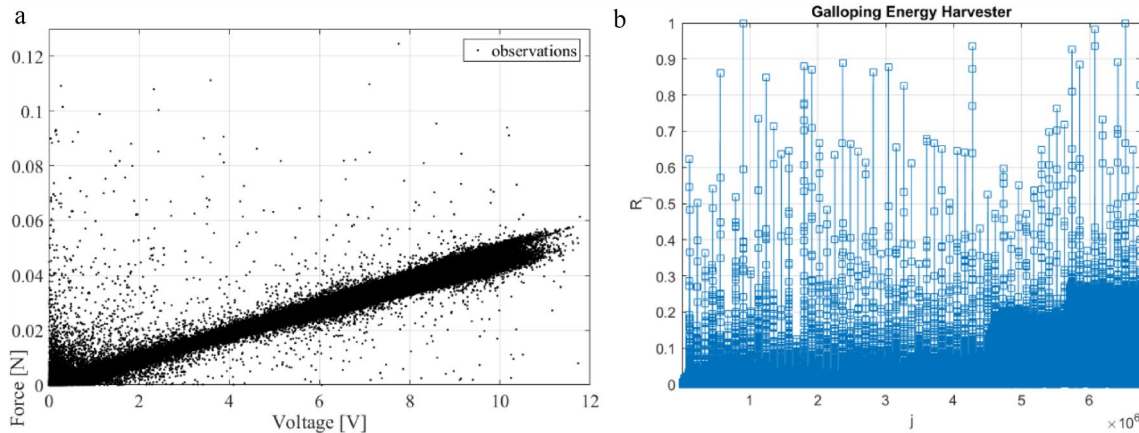 a
0.12
0.1
0.08
0.06
0.04
0.02
0
Force [N]
observations
0 2 4 6 8 10 12
Voltage [V]
b
Galloping Energy Harvester
1
0.9
0.8
0.7
0.6
0.5
0.4
0.3
0.2
0.1
0
R_j
1 2 3 4 5 6
j
× 10^6